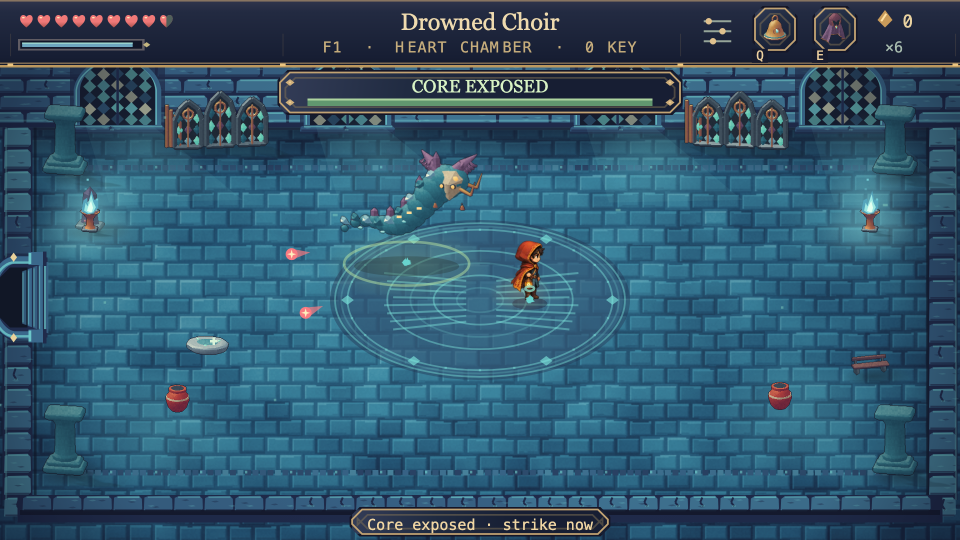 Drowned Choir
0
F1 · HEART CHAMBER · 0 KEY
×6
Q
E
CORE EXPOSED
Core exposed · strike now